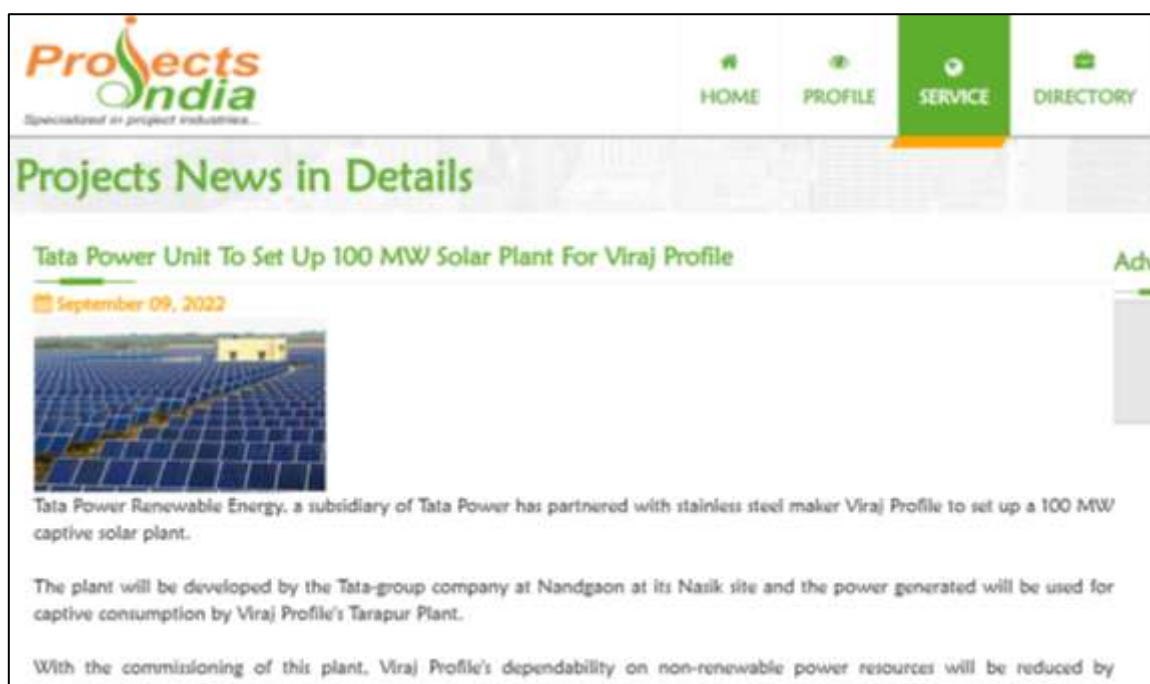 Projects
India
Specialized in project industries...
HOME
PROFILE
SERVICE
DIRECTORY
Projects News in Details
Tata Power Unit To Set Up 100 MW Solar Plant For Viraj Profile
Adv
September 09, 2022
Tata Power Renewable Energy, a subsidiary of Tata Power has partnered with stainless steel maker Viraj Profile to set up a 100 MW
captive solar plant.
The plant will be developed by the Tata-group company at Nandgaon at its Nasik site and the power generated will be used for
captive consumption by Viraj Profile's Tarapur Plant.
With the commissioning of this plant, Viraj Profile's dependability on non-renewable power resources will be reduced by